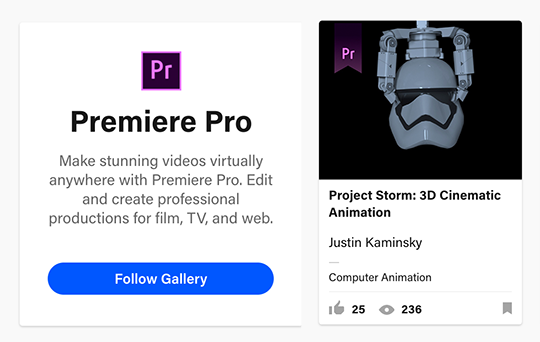 Pr
Premiere Pro
Make stunning videos virtually
anywhere with Premiere Pro. Edit
and create professional
productions for film, TV, and web.
Follow Gallery
Pr
Project Storm: 3D Cinematic
Animation
Justin Kaminsky
Computer Animation
25 236